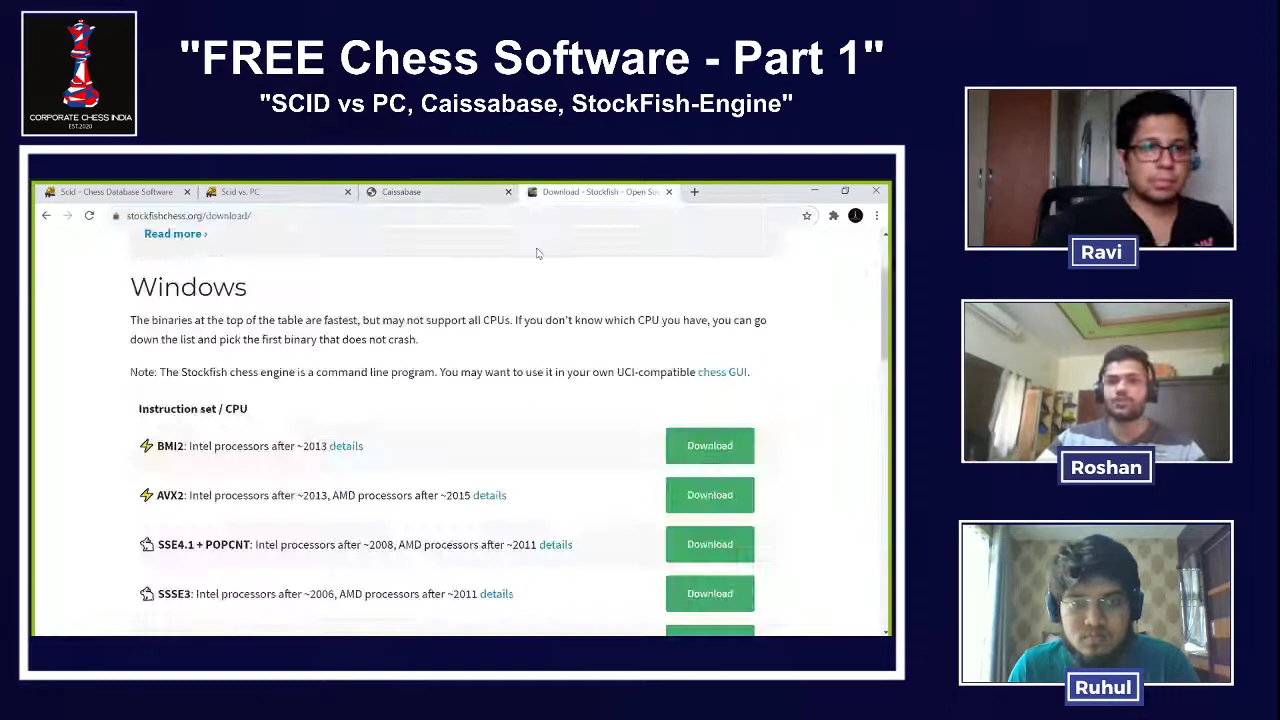 "FREE Chess Software - Part 1"
"SCID vs PC, Caissabase, StockFish-Engine"
CORPORATE CHESS INDIA
EST.2020
Scid - Chess Database Software
Scid vs. PC
Caissabase
Download - Stockfish - Open So
stockfishchess.org/download/
Read more ›
Windows
The binaries at the top of the table are fastest, but may not support all CPUs. If you don't know which CPU you have, you can go
down the list and pick the first binary that does not crash.
Note: The Stockfish chess engine is a command line program. You may want to use it in your own UCI-compatible chess GUI.
Instruction set / CPU
BMI2: Intel processors after ~2013 details
Download
AVX2: Intel processors after ~2013, AMD processors after ~2015 details
Download
SSE4.1 + POPCNT: Intel processors after ~2008, AMD processors after ~2011 details
Download
SSSE3: Intel processors after ~2006, AMD processors after ~2011 details
Download
Ravi
Roshan
Ruhul